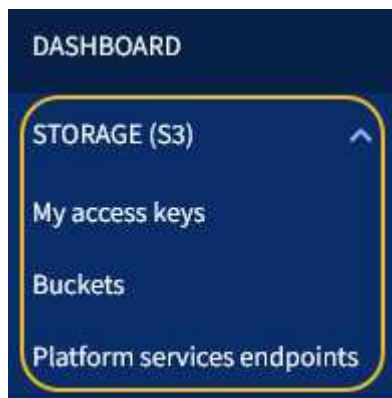 DASHBOARD
STORAGE (S3)
My access keys
Buckets
Platform services endpoints